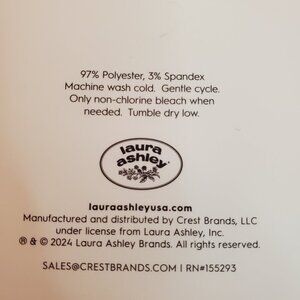 97% Polyester, 3% Spandex
Machine wash cold. Gentle cycle.
Only non-chlorine bleach when
needed. Tumble dry low.
laura
ashley
lauraashleyusa.com
Manufactured and distributed by Crest Brands, LLC
under license from Laura Ashley, Inc.
® & © 2024 Laura Ashley Brands. All rights reserved.
SALES@CRESTBRANDS.COM | RN#155293